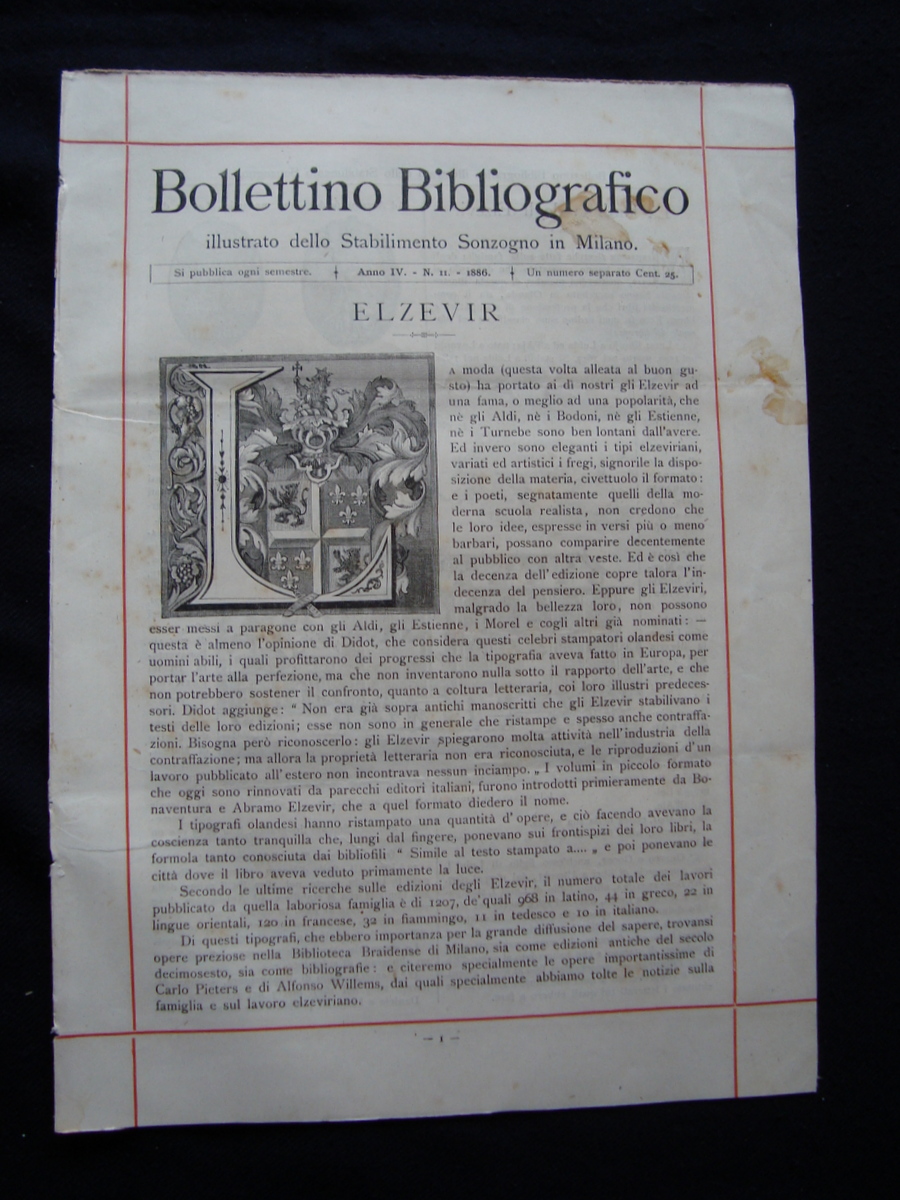 Bollettino Bibliografico
illustrato dello Stabilimento Sonzogno in Milano.
Si pubblica ogni semestre. Anno IV. - N. 11. - 1886. Un numero separato Cent. 25.
ELZEVIR
LA moda (questa volta alleata al buon gu-
sto) ha portato ai dì nostri gli Elzevir ad
una fama, o meglio ad una popolarità, che
nè gli Aldi, nè i Bodoni, nè gli Estienne,
nè i Turnebe sono ben lontani dall'avere.
Ed invero sono eleganti i tipi elzeviriani,
variati ed artistici i fregi, signorile la dispo-
sizione della materia, civettuolo il formato:
e i poeti, segnatamente quelli della mo-
derna scuola realista, non credono che
le loro idee, espresse in versi più o meno
barbari, possano comparire decentemente
al pubblico con altra veste. Ed è così che
la decenza dell'edizione copre talora l'in-
decenza del pensiero. Eppure gli Elzeviri,
malgrado la bellezza loro, non possono
esser messi a paragone con gli Aldi, gli Estienne, i Morel e cogli altri già nominati: —
questa è almeno l'opinione di Didot, che considera questi celebri stampatori olandesi come
uomini abili, i quali profittarono dei progressi che la tipografia aveva fatto in Europa, per
portar l'arte alla perfezione, ma che non inventarono nulla sotto il rapporto dell'arte, e che
non potrebbero sostener il confronto, quanto a coltura letteraria, coi loro illustri predeces-
sori. Didot aggiunge: " Non era già sopra antichi manoscritti che gli Elzevir stabilivano i
testi delle loro edizioni; esse non sono in generale che ristampe e spesso anche contraffa-
zioni. Bisogna però riconoscerlo: gli Elzevir spiegarono molta attività nell'industria della
contraffazione; ma allora la proprietà letteraria non era riconosciuta, e le riproduzioni d'un
lavoro pubblicato all'estero non incontrava nessun inciampo. „ I volumi in piccolo formato
che oggi sono rinnovati da parecchi editori italiani, furono introdotti primieramente da Bo-
naventura e Abramo Elzevir, che a quel formato diedero il nome.
I tipografi olandesi hanno ristampato una quantità d'opere, e ciò facendo avevano la
coscienza tanto tranquilla che, lungi dal fingere, ponevano sui frontispizi dei loro libri, la
formola tanto conosciuta dai bibliofili " Simile al testo stampato a.... „ e poi ponevano le
città dove il libro aveva veduto primamente la luce.
Secondo le ultime ricerche sulle edizioni degli Elzevir, il numero totale dei lavori
pubblicato da quella laboriosa famiglia è di 1207, de'quali 968 in latino, 44 in greco, 22 in
lingue orientali, 120 in francese, 32 in fiammingo, 11 in tedesco e 10 in italiano.
Di questi tipografi, che ebbero importanza per la grande diffusione del sapere, trovansi
opere preziose nella Biblioteca Braidense di Milano, sia come edizioni antiche del secolo
decimosesto, sia come bibliografie: e citeremo specialmente le opere importantissime di
Carlo Pieters e di Alfonso Willems, dai quali specialmente abbiamo tolte le notizie sulla
famiglia e sul lavoro elzeviriano.
— 1 —